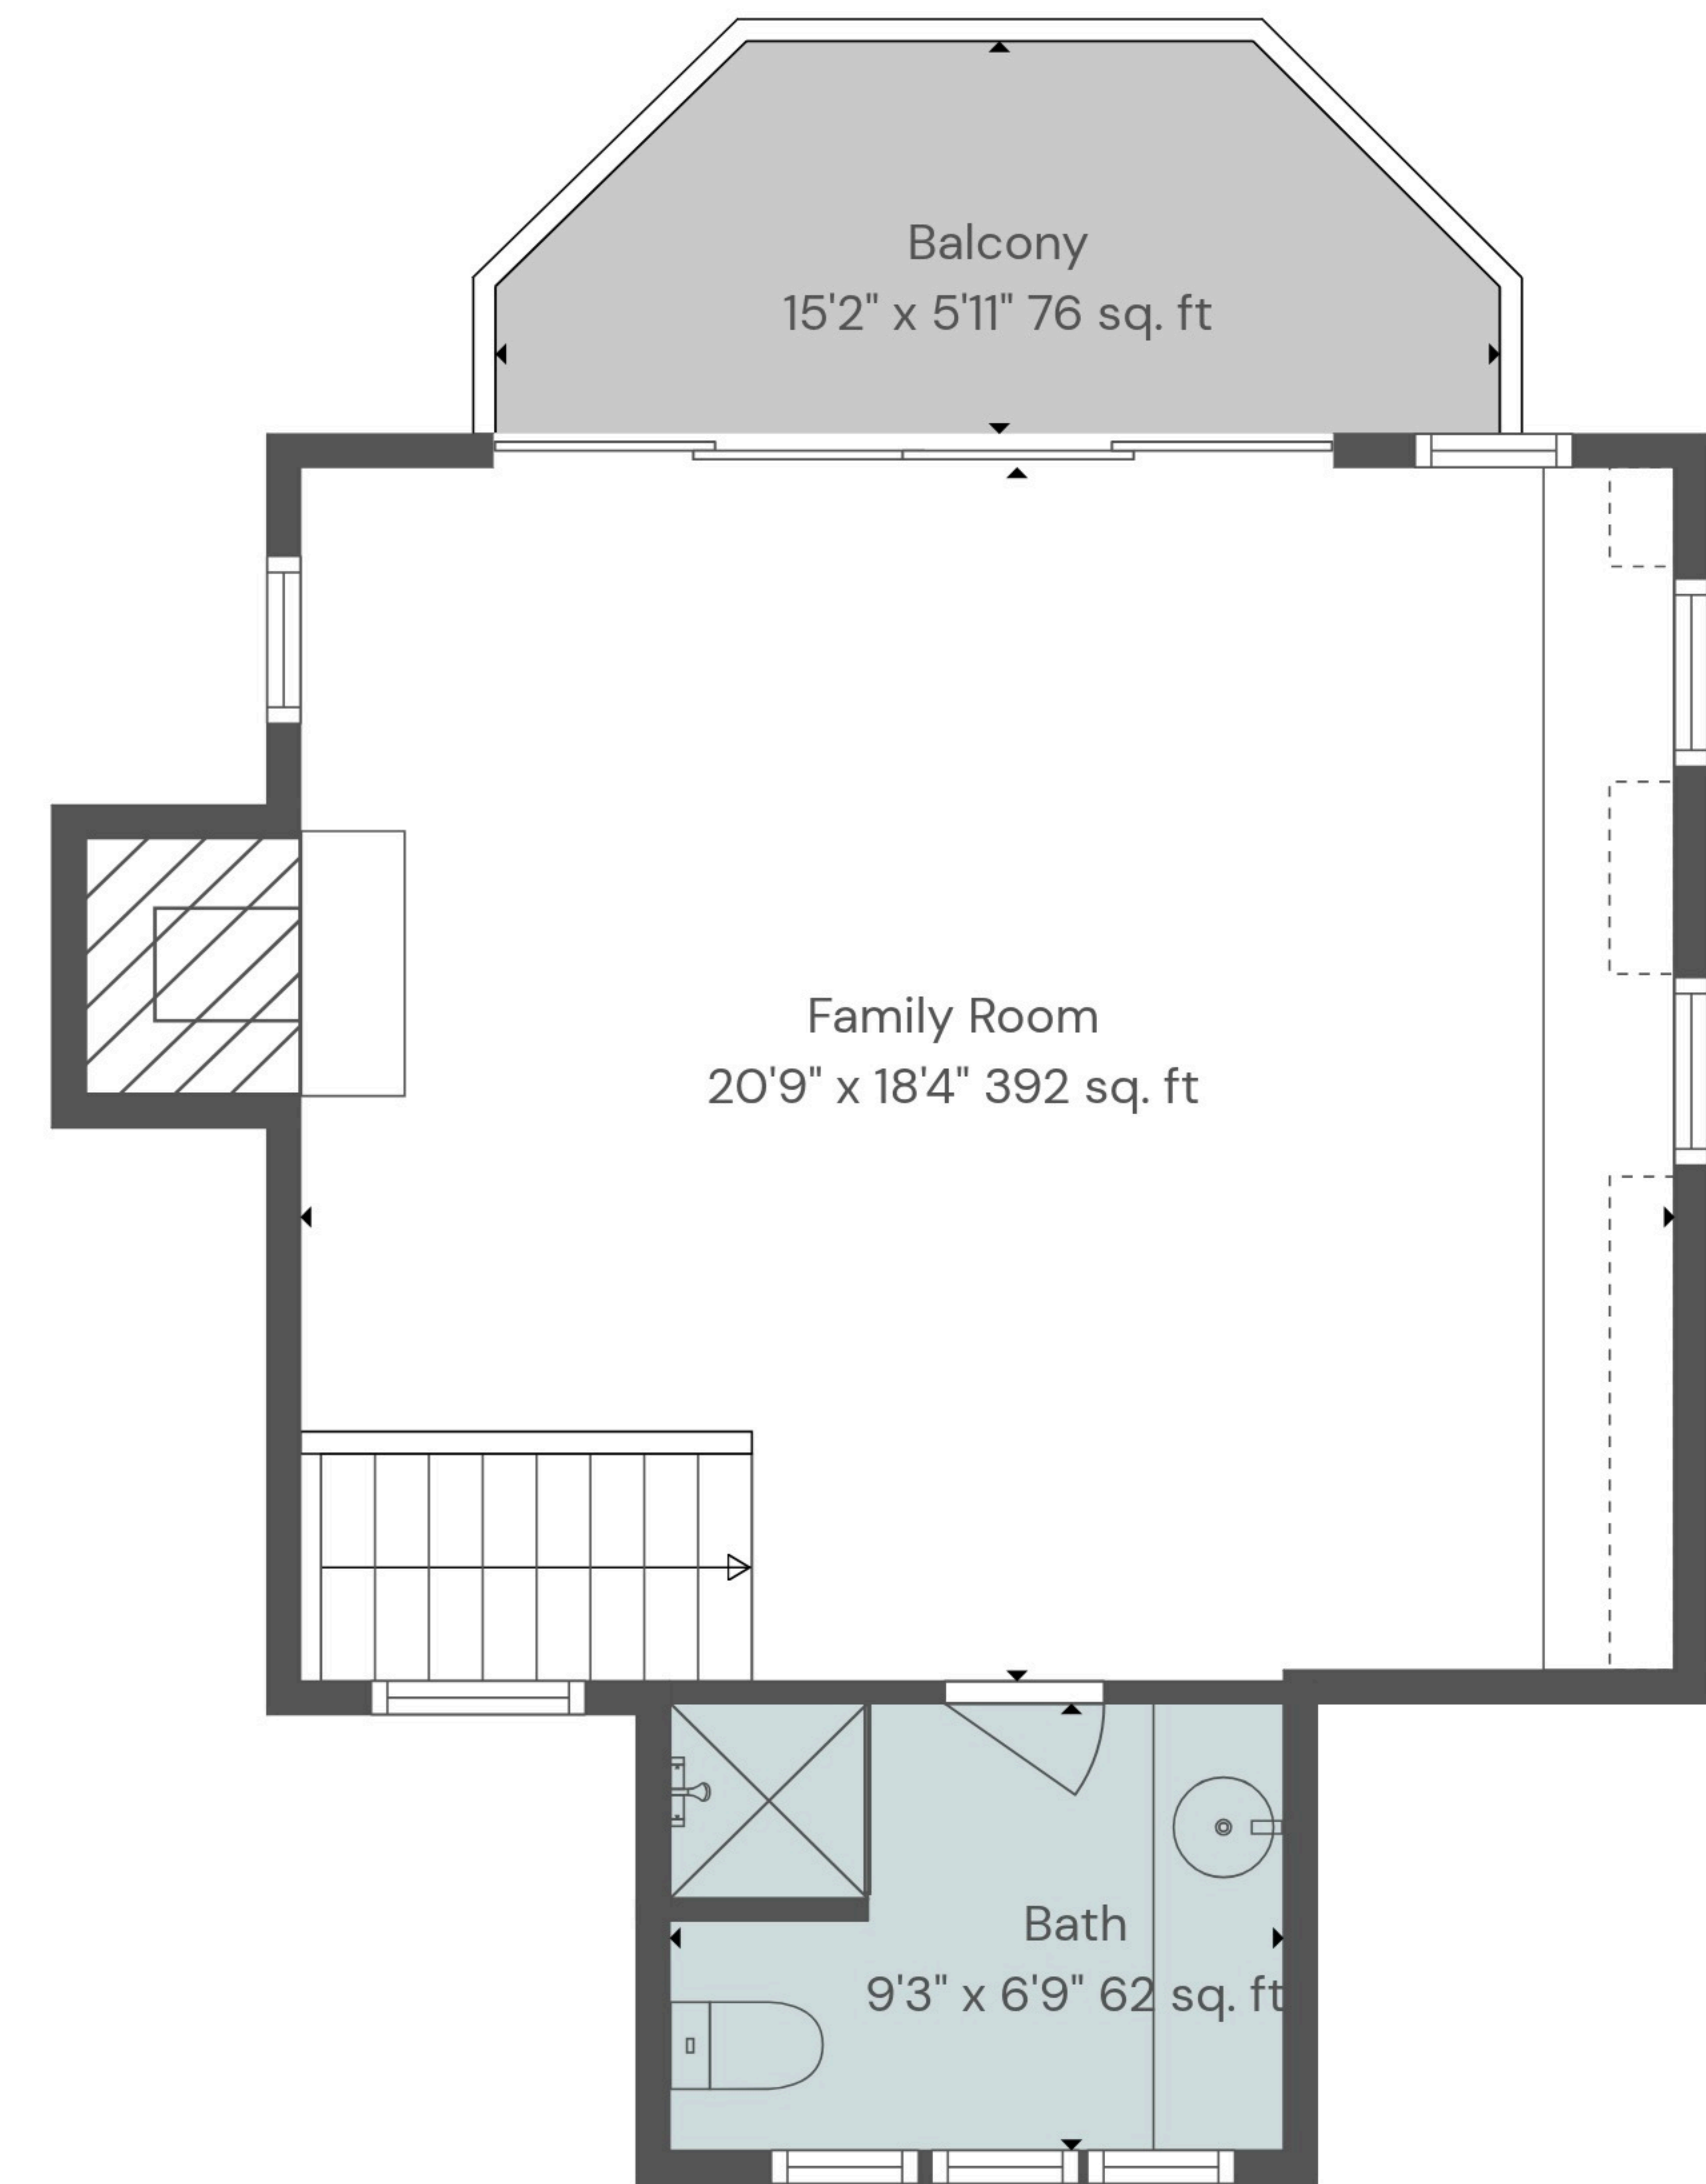 Balcony
15'2" x 5'11" 76 sq. ft
Family Room
20'9" x 18'4" 392 sq. ft
Bath
9'3" x 6'9" 62 sq. ft